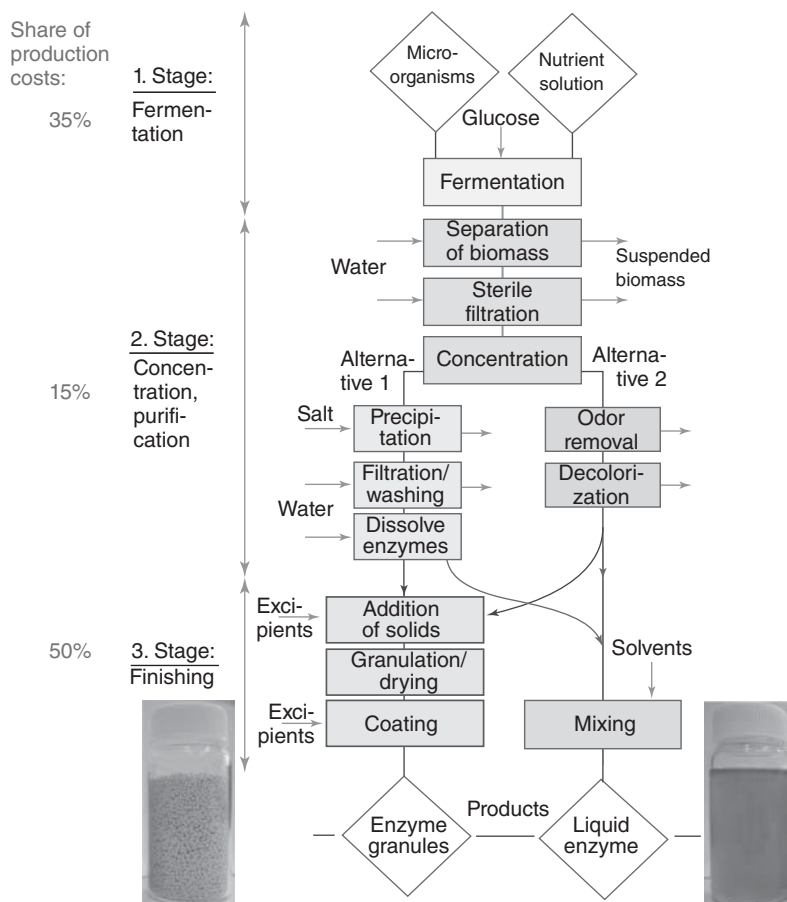 Share of
production
costs:
35%
1. Stage:
Fermen-
tation
Micro-
organisms
Nutrient
solution
Glucose
Fermentation
Separation
of biomass
Water
Suspended
biomass
Sterile
filtration
15%
2. Stage:
Concen-
tration,
purifi-
cation
Concentration
Alterna-
tive 1
Alterna-
tive 2
Salt
Precipi-
tation
Odor
removal
Filtration/
washing
Decolori-
zation
Water
Dissolve
enzymes
50%
3. Stage:
Finishing
Exci-
pients
Addition
of solids
Granulation/
drying
Solvents
Exci-
pients
Coating
Mixing
Enzyme
granules
Products
Liquid
enzyme